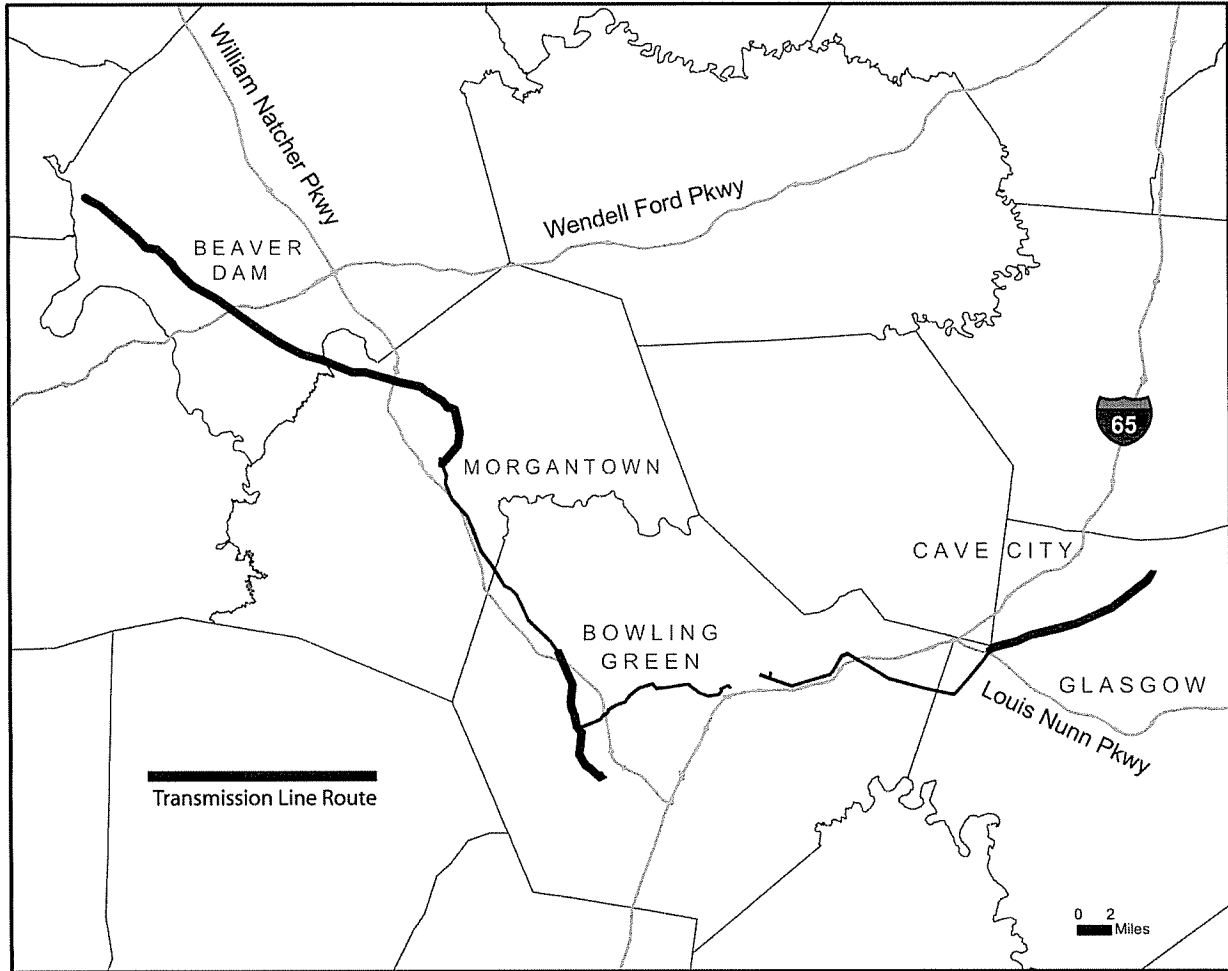 William Natcher Pkwy
Wendell Ford Pkwy
BEAVER
DAM
65
MORGANTOWN
CAVE CITY
BOWLING
GREEN
GLASGOW
Louis Nunn Pkwy
Transmission Line Route
0 2
Miles